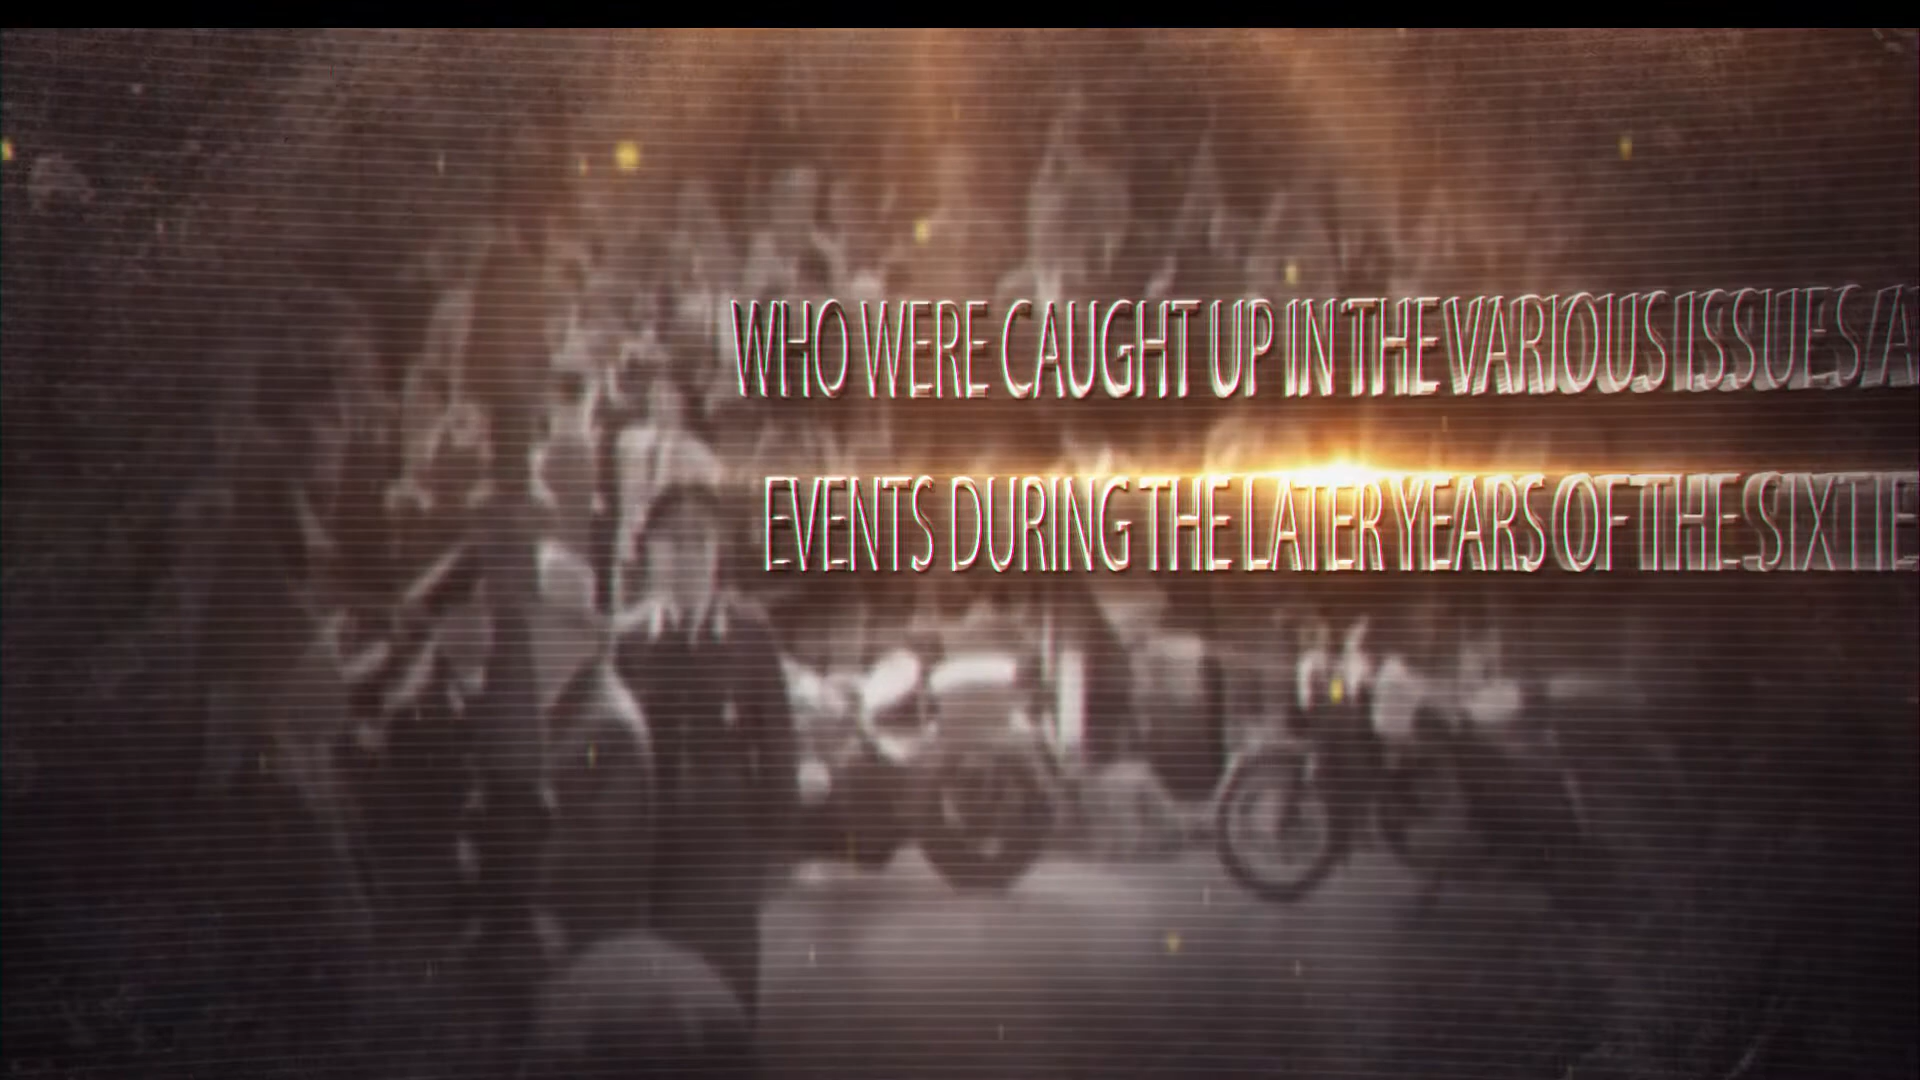 WHO WERE CAUGHT UP IN THE VARIOUS ISSUES
EVENTS DURING THE LATER YEARS OF THE